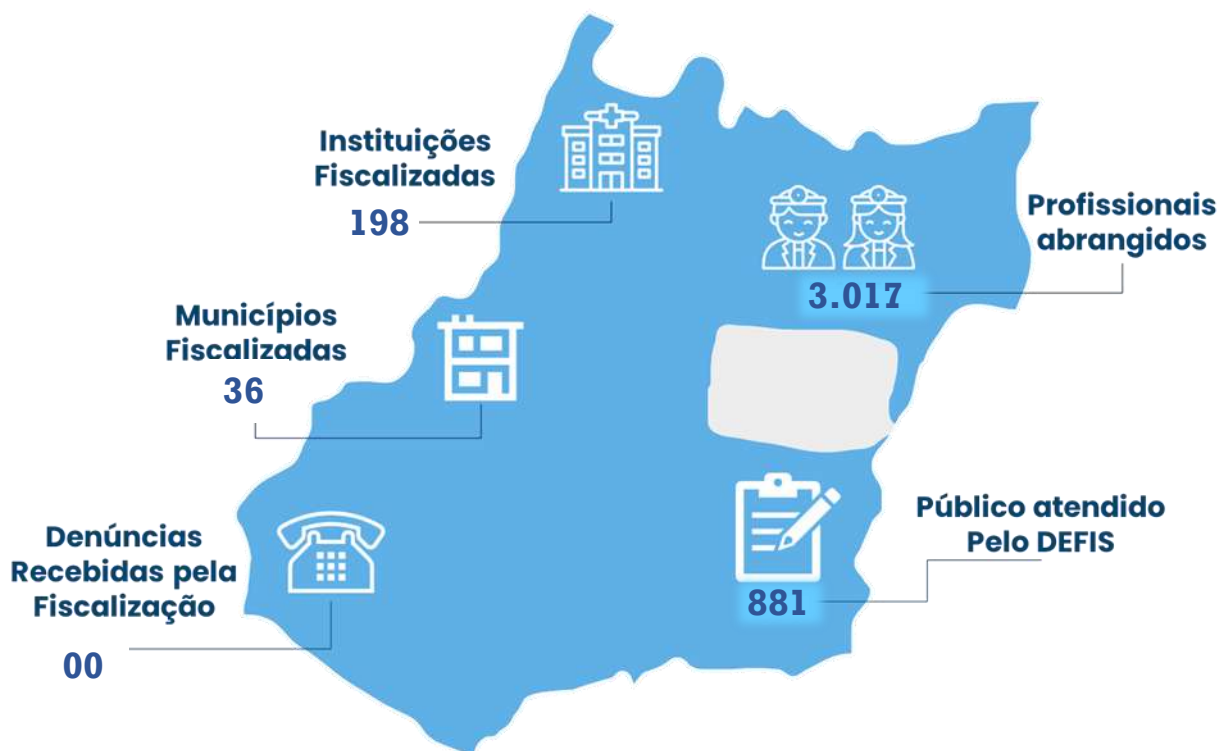 Instituições
Fiscalizadas
198
Profissionais
abrangidos
3.017
Municípios
Fiscalizadas
36
Público atendido
Pelo DEFIS
881
Denúncias
Recebidas pela
Fiscalização
00